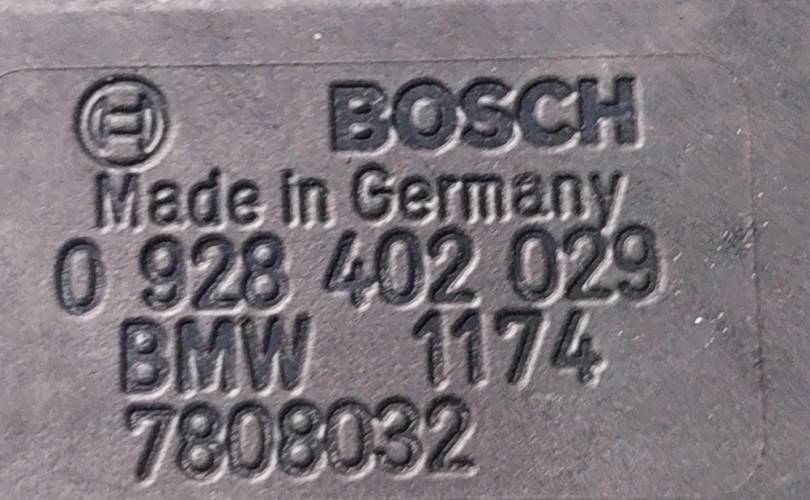 BOSCH
Made in Germany
0 928 402 029
BMW 1174
7808032